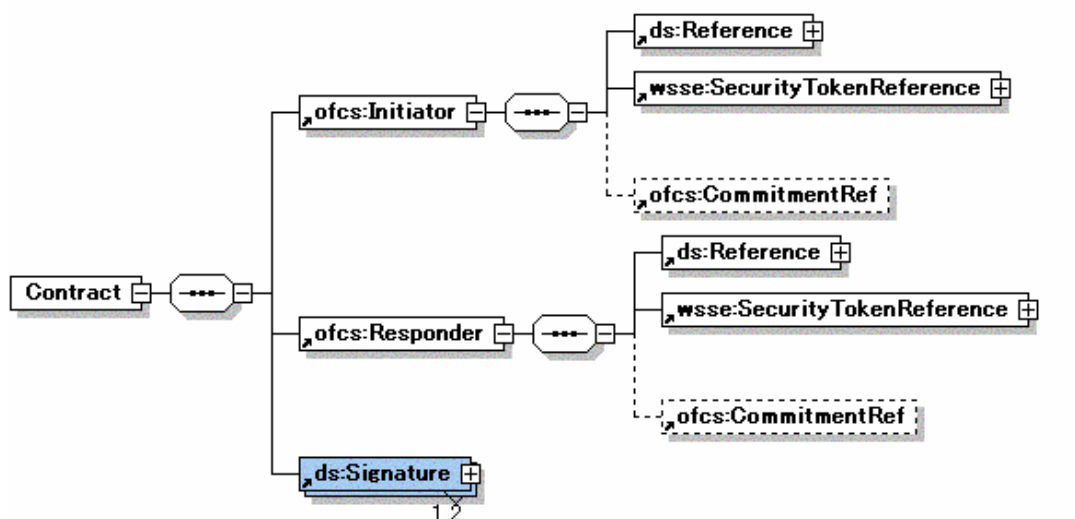 ds:Reference
wsse:SecurityTokenReference
ofcs:Initiator
ofcs:CommitmentRef
ds:Reference
Contract
wsse:SecurityTokenReference
ofcs:Responder
ofcs:CommitmentRef
ds:Signature
1,2